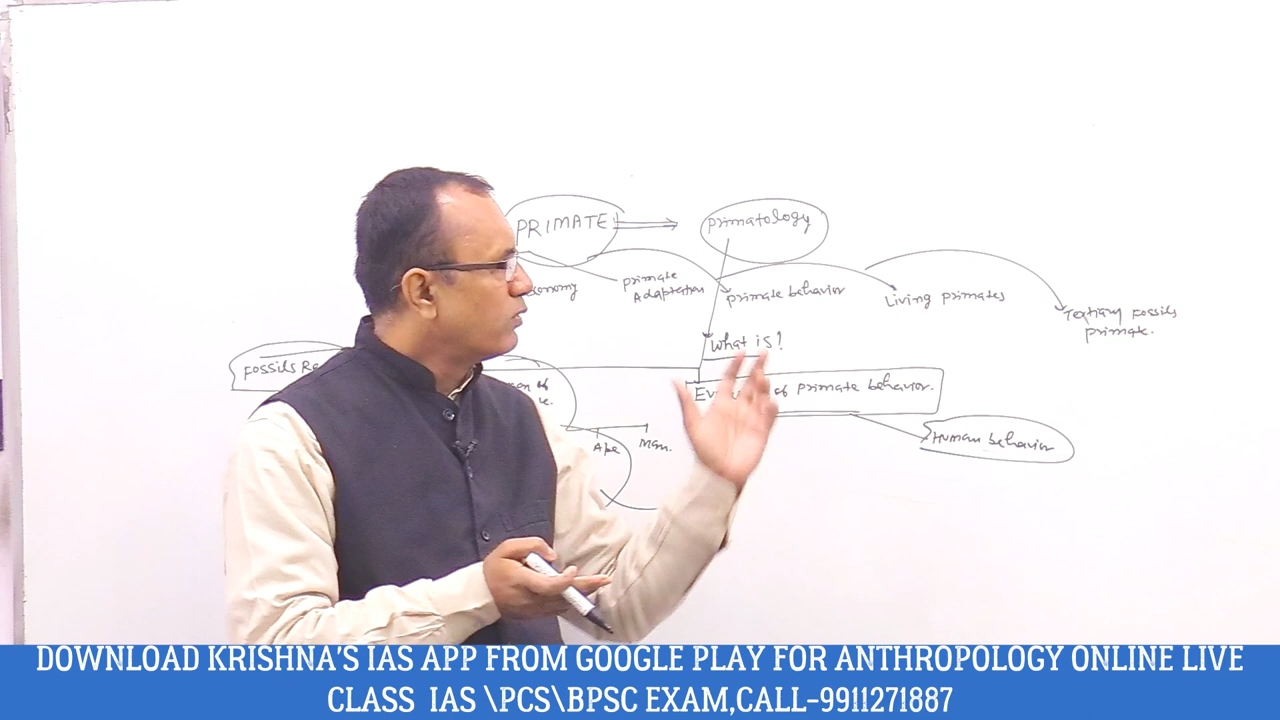 PRIMATE
primatology
onomy
primate
Adaptation
primate behavior
Living primates
Tertiary Fossils
primate.
What is?
Fossils Re
of primate behavior.
Human behavior
Ape
Man.
DOWNLOAD KRISHNA'S IAS APP FROM GOOGLE PLAY FOR ANTHROPOLOGY ONLINE LIVE
CLASS IAS \PCS\BPSC EXAM,CALL-9911271887